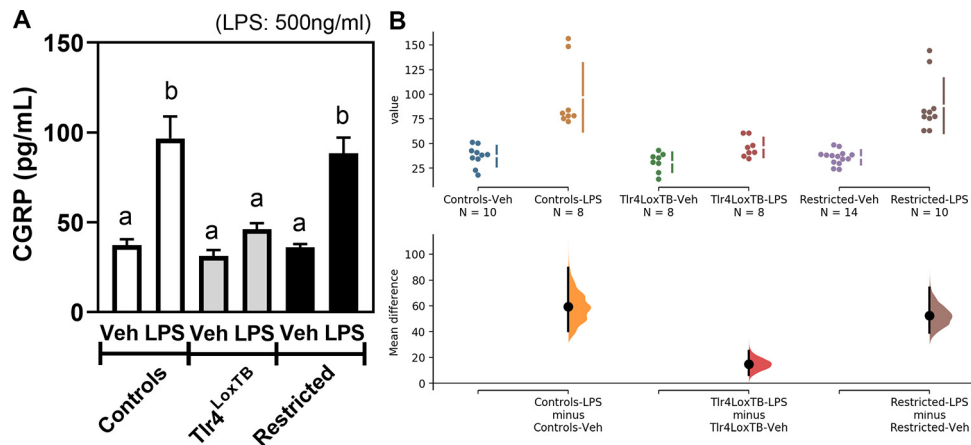 A
(LPS: 500ng/ml)
CGRP (pg/mL)
150
100
50
0
a
b
a
a
a
b
Veh LPS Veh LPS Veh LPS
Controls
Tlr4LoxTB
Restricted
B
value
150
125
100
75
50
25
Controls-Veh
N = 10
Controls-LPS
N = 8
Tlr4LoxTB-Veh
N = 8
Tlr4LoxTB-LPS
N = 8
Restricted-Veh
N = 14
Restricted-LPS
N = 10
Mean difference
100
80
60
40
20
0
Controls-LPS
minus
Controls-Veh
Tlr4LoxTB-LPS
minus
Tlr4LoxTB-Veh
Restricted-LPS
minus
Restricted-Veh